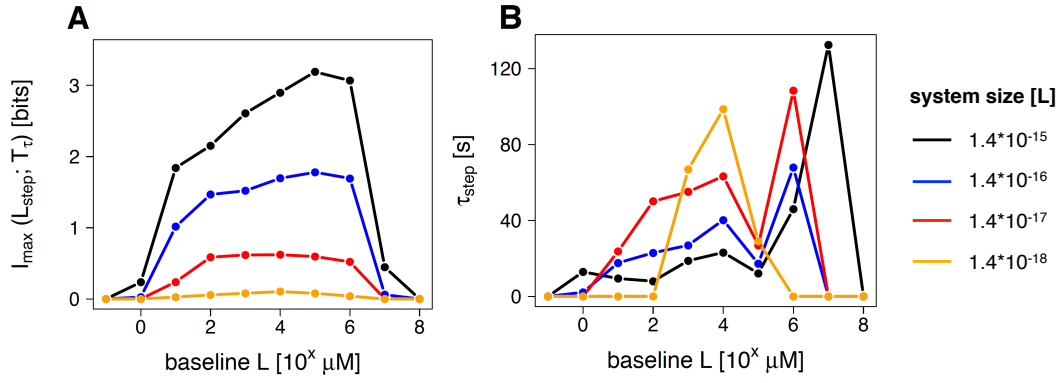 A
I_max (L_step; T_τ) [bits]
3
2
1
0
0 2 4 6 8
baseline L [10^x μM]
B
τ_step [s]
120
80
40
0
0 2 4 6 8
baseline L [10^x μM]
system size [L]
1.4*10^-15
1.4*10^-16
1.4*10^-17
1.4*10^-18